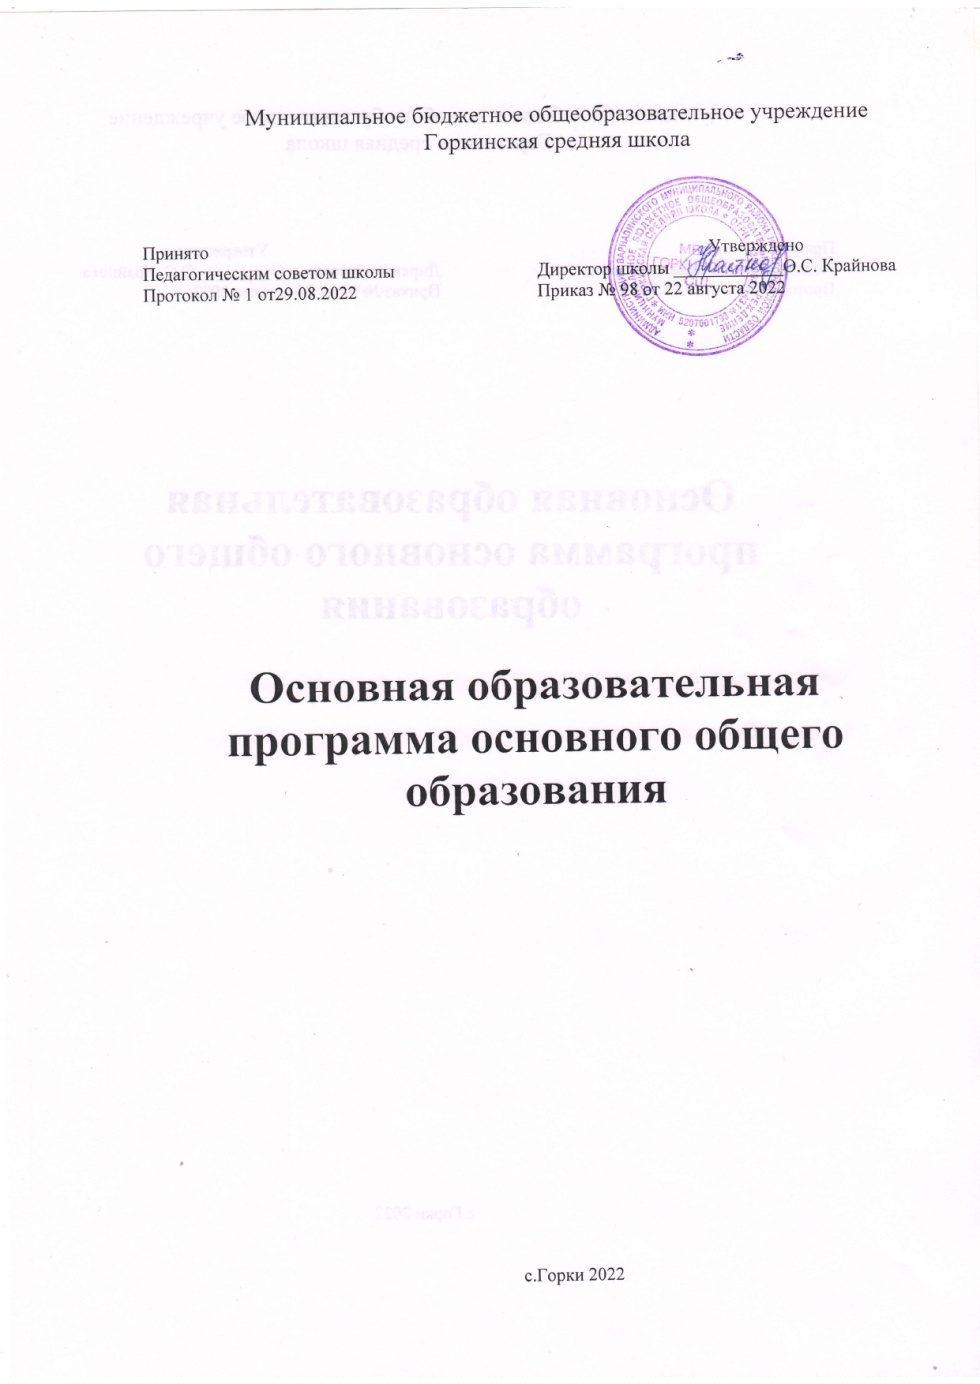 Муниципальное бюджетное общеобразовательное учреждение
Горкинская средняя школа
Принято
Педагогическим советом школы
Протокол № 1 от29.08.2022
Утверждено
Директор школы ____________О.С. Крайнова
Приказ № 98 от 22 августа 2022
Основная образовательная
программа основного общего
образования
с.Горки 2022